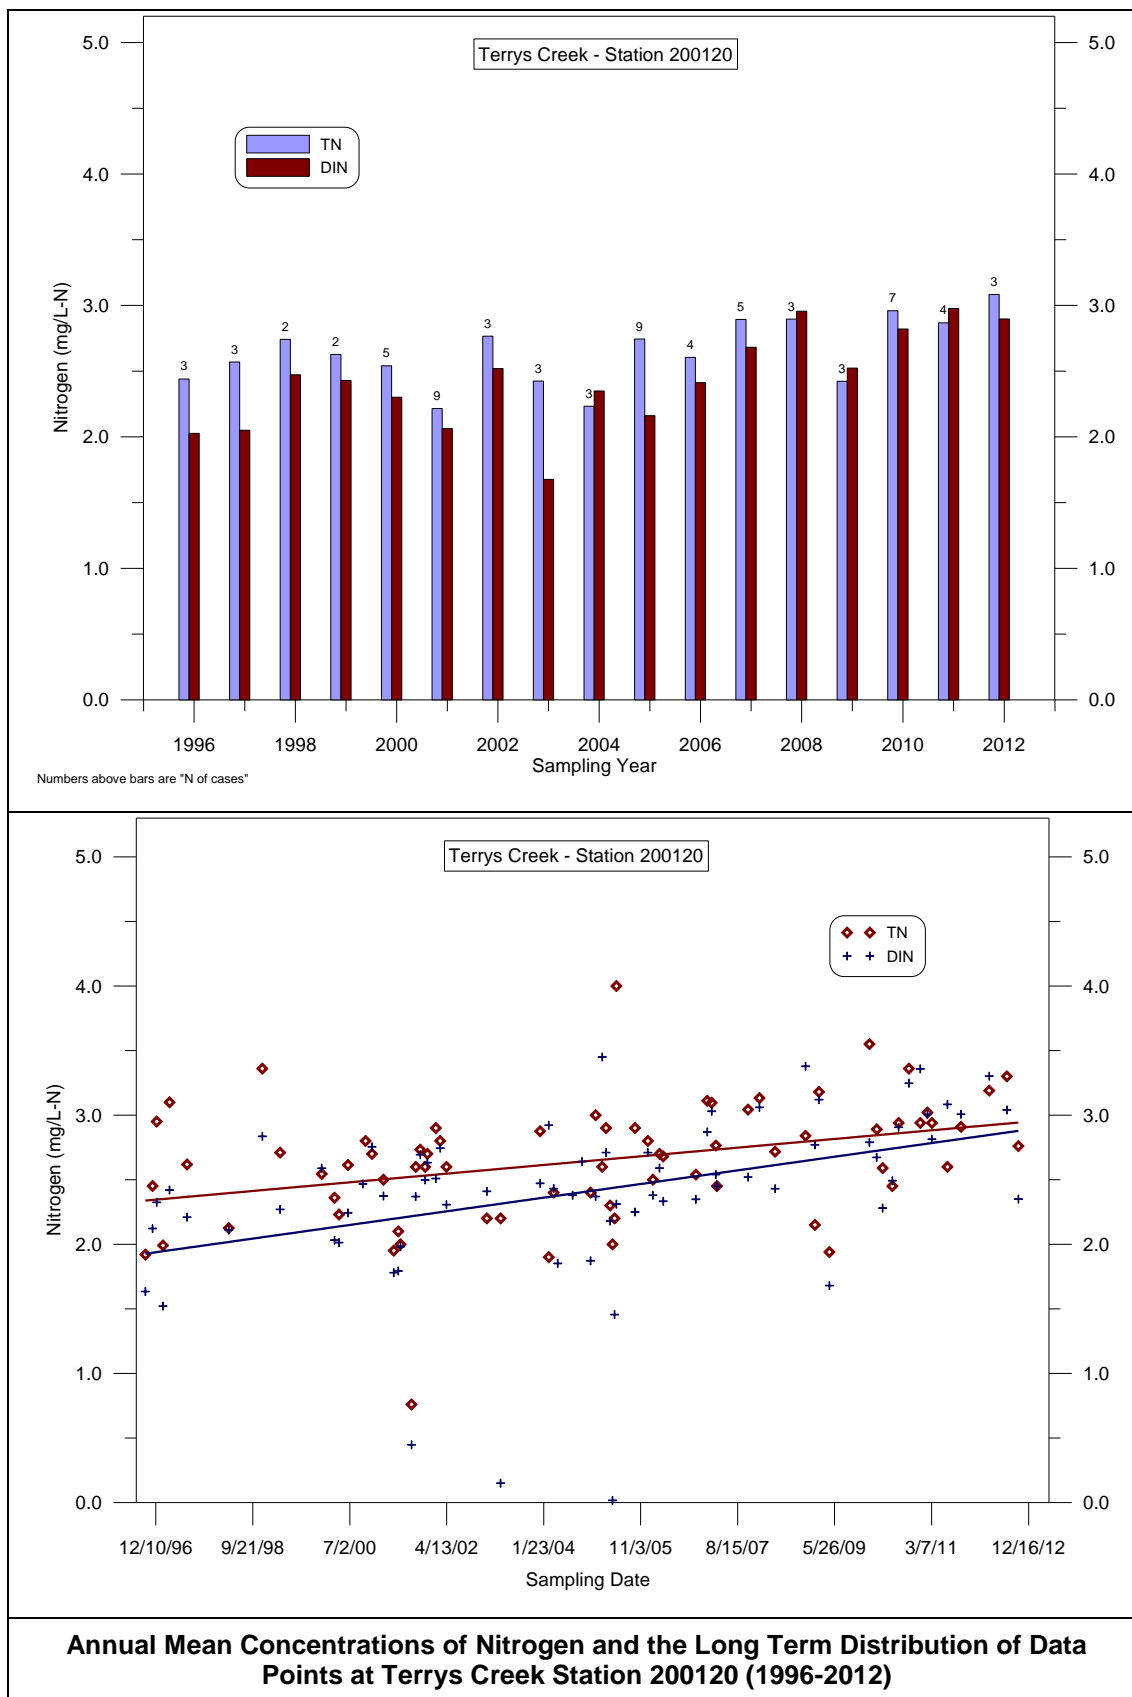 Terrys Creek - Station 200120
TN
DIN
5.0 5.0
4.0 4.0
3.0 3.0
2.0 2.0
1.0 1.0
0.0 0.0
Nitrogen (mg/L-N)
3 3 2 2 5 9 3 3 3 9 4 5 3 3 7 4 3
1996 1998 2000 2002 2004 2006 2008 2010 2012
Sampling Year
Numbers above bars are "N of cases"
Terrys Creek - Station 200120
TN
DIN
5.0 5.0
4.0 4.0
3.0 3.0
2.0 2.0
1.0 1.0
0.0 0.0
Nitrogen (mg/L-N)
12/10/96 9/21/98 7/2/00 4/13/02 1/23/04 11/3/05 8/15/07 5/26/09 3/7/11 12/16/12
Sampling Date
Annual Mean Concentrations of Nitrogen and the Long Term Distribution of Data
Points at Terrys Creek Station 200120 (1996-2012)